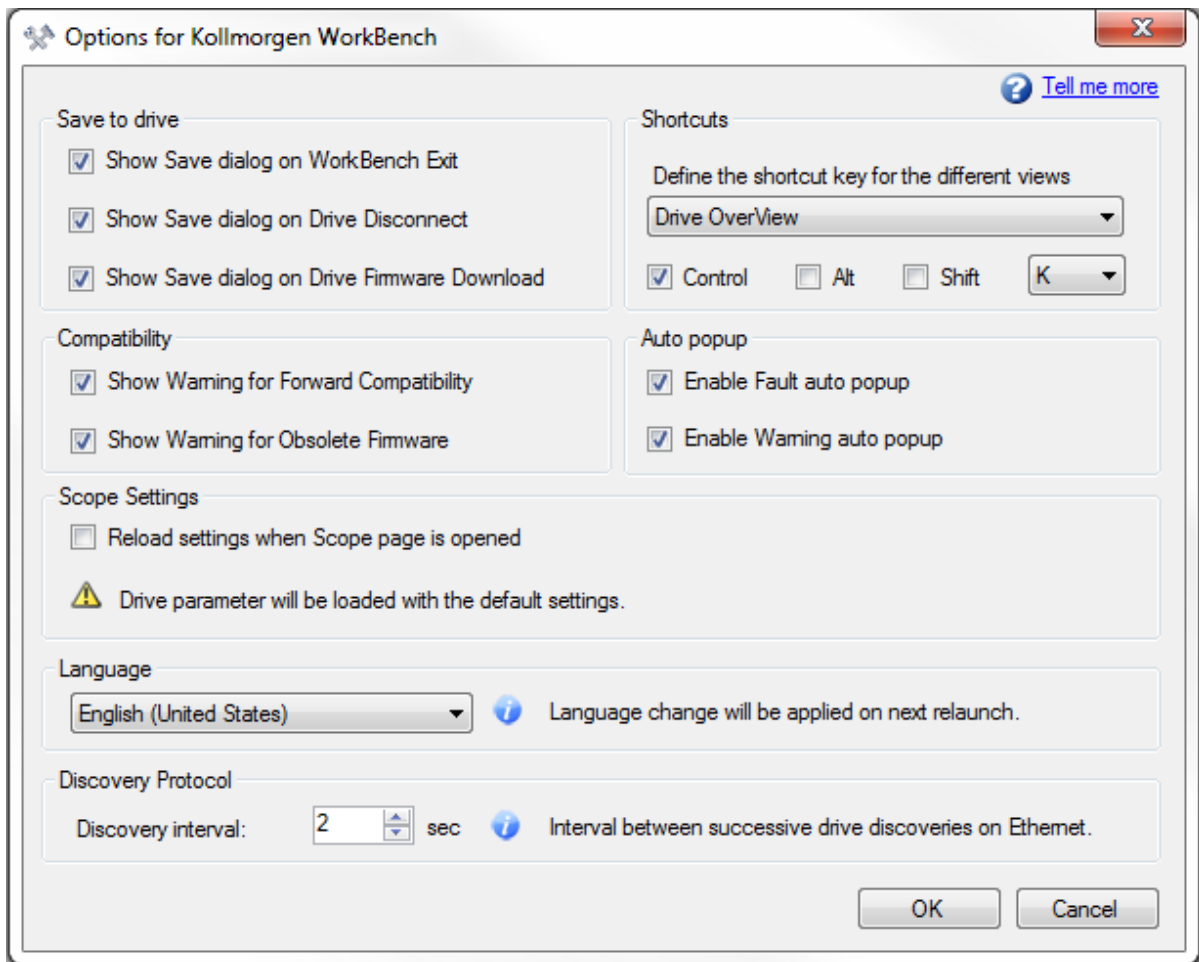 Options for Kollmorgen WorkBench
Tell me more
Save to drive
Show Save dialog on WorkBench Exit
Show Save dialog on Drive Disconnect
Show Save dialog on Drive Firmware Download
Shortcuts
Define the shortcut key for the different views
Drive OverView
Control Alt Shift K
Compatibility
Show Warning for Forward Compatibility
Show Warning for Obsolete Firmware
Auto popup
Enable Fault auto popup
Enable Warning auto popup
Scope Settings
Reload settings when Scope page is opened
Drive parameter will be loaded with the default settings.
Language
English (United States) Language change will be applied on next relaunch.
Discovery Protocol
Discovery interval: 2 sec Interval between successive drive discoveries on Ethernet.
OK Cancel